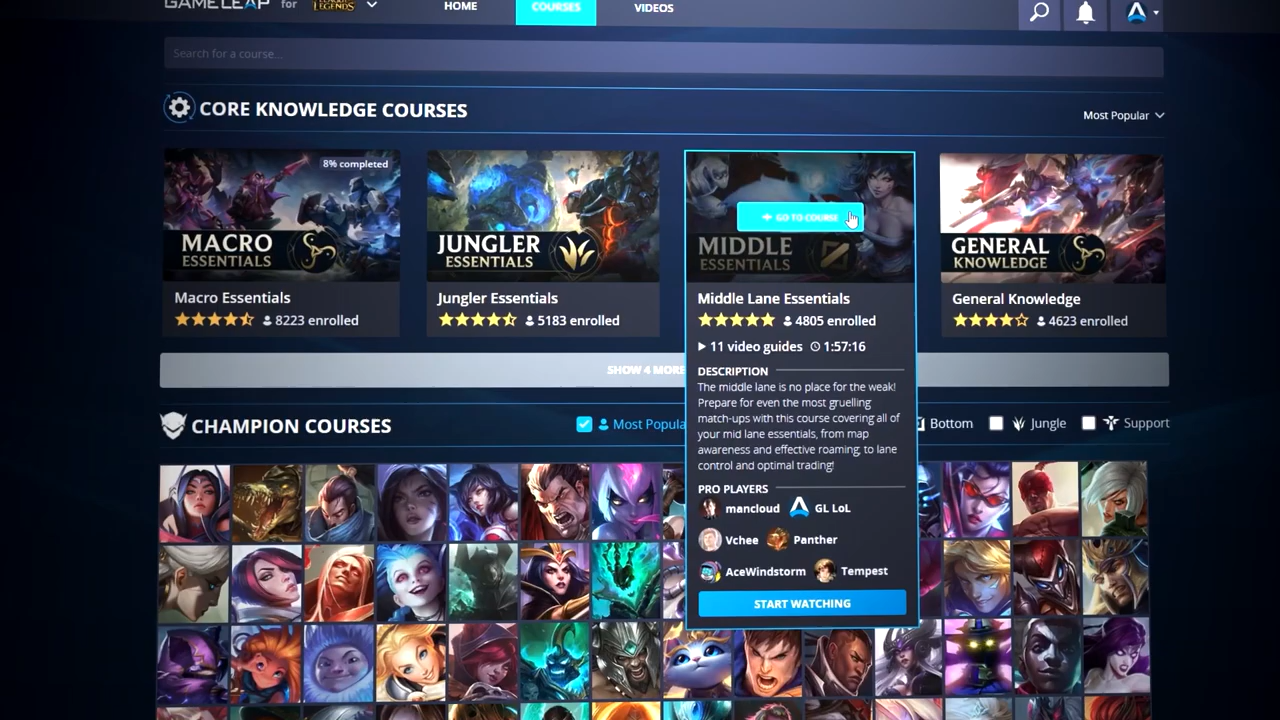 GAMELEAP for LEAGUE LEGENDS
HOME COURSES VIDEOS
Search for a course...
CORE KNOWLEDGE COURSES
Most Popular
8% completed
MACRO
ESSENTIALS
JUNGLER
ESSENTIALS
GO TO COURSE
MIDDLE
ESSENTIALS
GENERAL
KNOWLEDGE
Macro Essentials
8223 enrolled
Jungler Essentials
5183 enrolled
Middle Lane Essentials
4805 enrolled
General Knowledge
4623 enrolled
11 video guides 1:57:16
SHOW 4 MORE
DESCRIPTION
The middle lane is no place for the weak!
Prepare for even the most gruelling
match-ups with this course covering all of
your mid lane essentials, from map
awareness and effective roaming, to lane
control and optimal trading!
CHAMPION COURSES
Most Popula
Bottom
Jungle
Support
PRO PLAYERS
mancloud GL LoL
Vchee Panther
AceWindstorm Tempest
START WATCHING